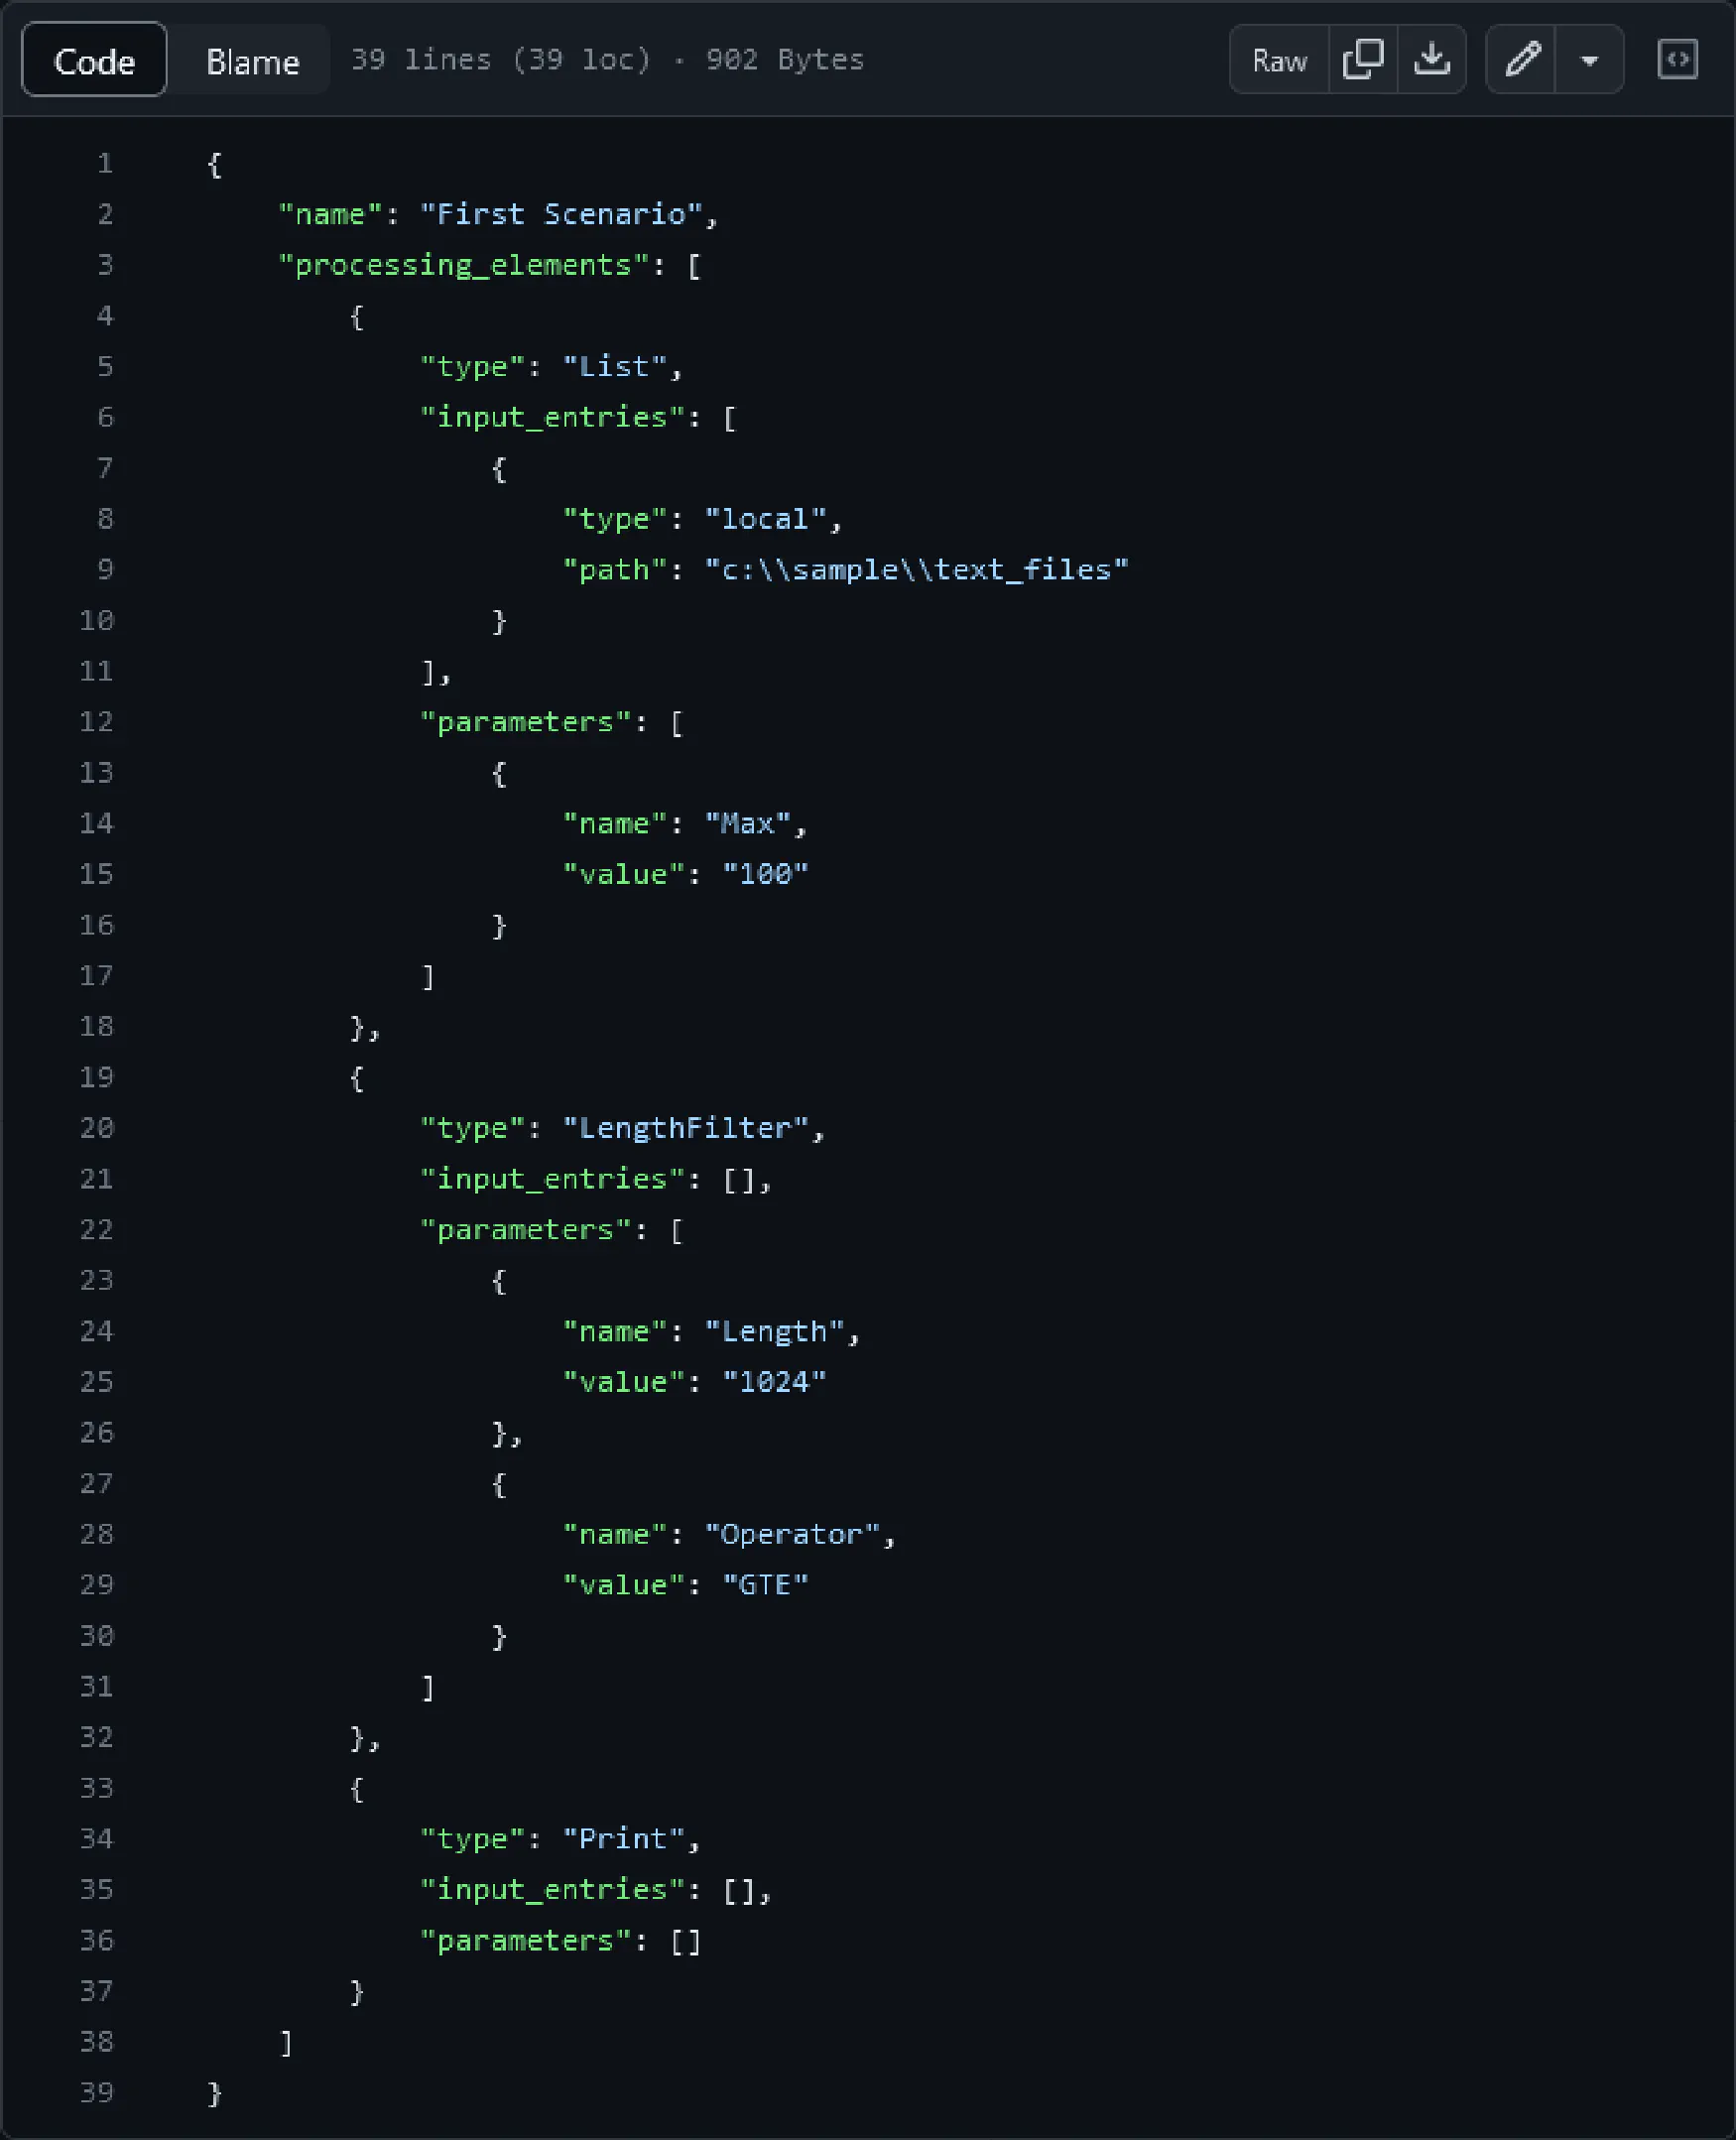 Code Blame 39 lines (39 loc) · 902 Bytes Raw
1 {
2     "name": "First Scenario",
3     "processing_elements": [
4         {
5             "type": "List",
6             "input_entries": [
7                 {
8                     "type": "local",
9                     "path": "c:\\sample\\text_files"
10                 }
11             ],
12             "parameters": [
13                 {
14                     "name": "Max",
15                     "value": "100"
16                 }
17             ]
18         },
19         {
20             "type": "LengthFilter",
21             "input_entries": [],
22             "parameters": [
23                 {
24                     "name": "Length",
25                     "value": "1024"
26                 },
27                 {
28                     "name": "Operator",
29                     "value": "GTE"
30                 }
31             ]
32         },
33         {
34             "type": "Print",
35             "input_entries": [],
36             "parameters": []
37         }
38     ]
39 }